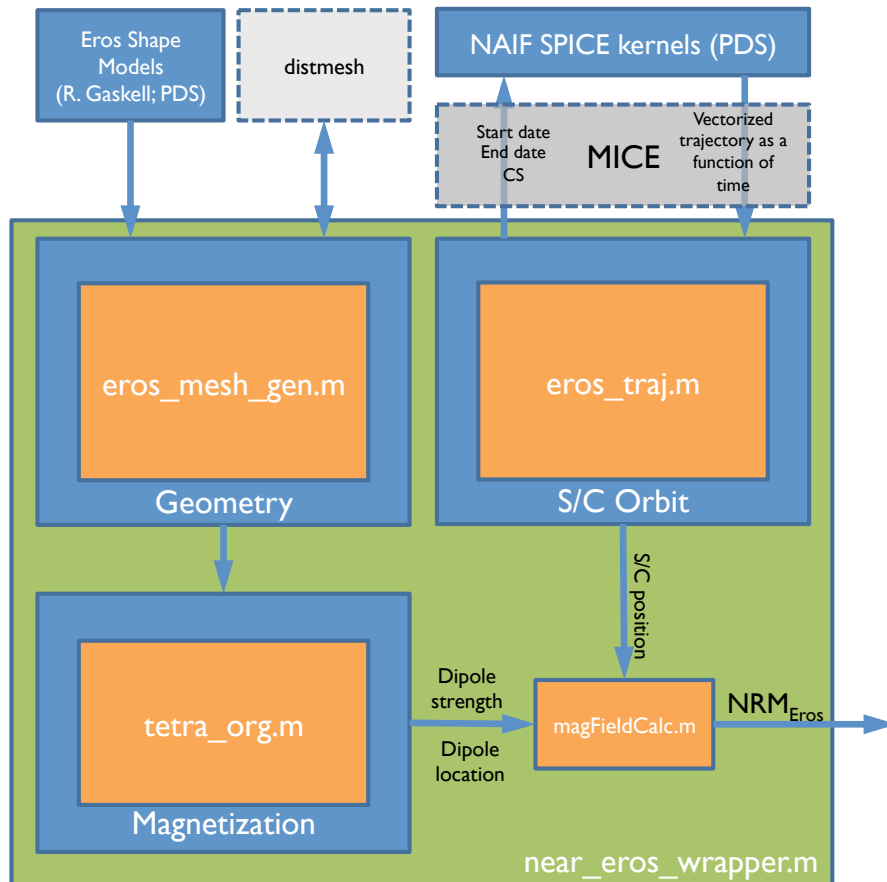 Eros Shape
Models
(R. Gaskell; PDS)
distmesh
NAIF SPICE kernels (PDS)
Start date
End date
CS
MICE
Vectorized
trajectory as a
function of
time
eros_mesh_gen.m
Geometry
eros_traj.m
S/C Orbit
S/C position
tetra_org.m
Magnetization
Dipole
strength
Dipole
location
magFieldCalc.m
NRM_Eros
near_eros_wrapper.m